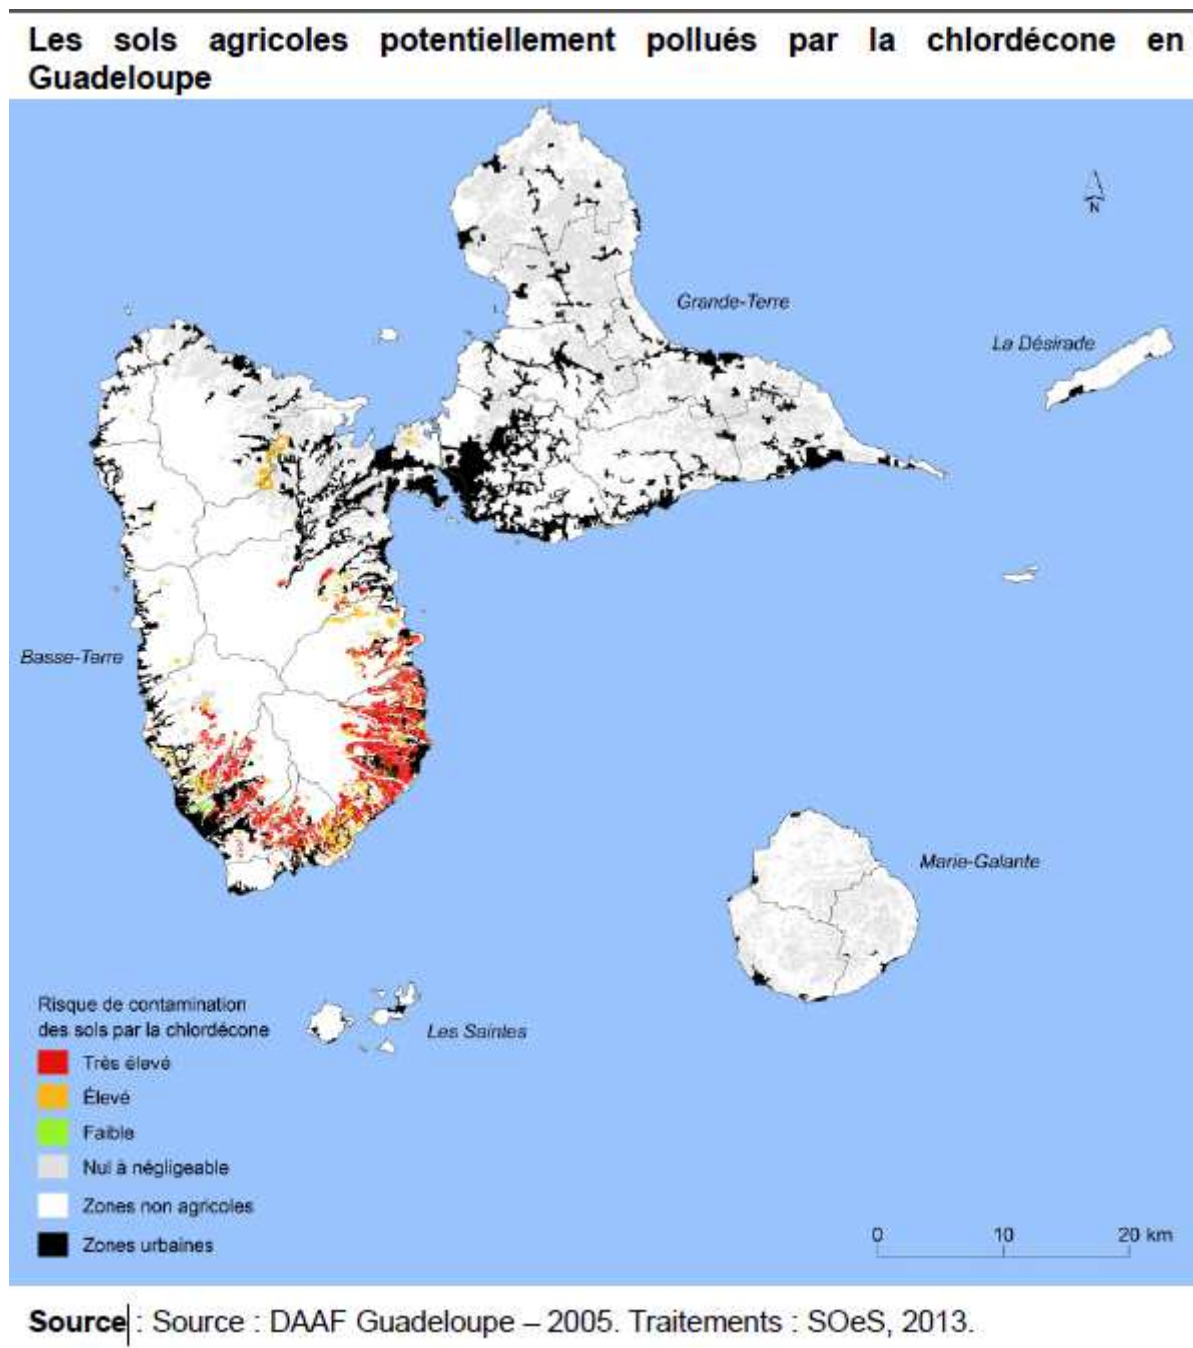 Les sols agricoles potentiellement pollués par la chlordécone en
Guadeloupe
N
Grande-Terre
La Désirade
Basse-Terre
Marie-Galante
Les Saintes
Risque de contamination
des sols par la chlordécone
Très élevé
Élevé
Faible
Nul à négligeable
Zones non agricoles
Zones urbaines
0 10 20 km
Source : Source : DAAF Guadeloupe – 2005. Traitements : SOeS, 2013.